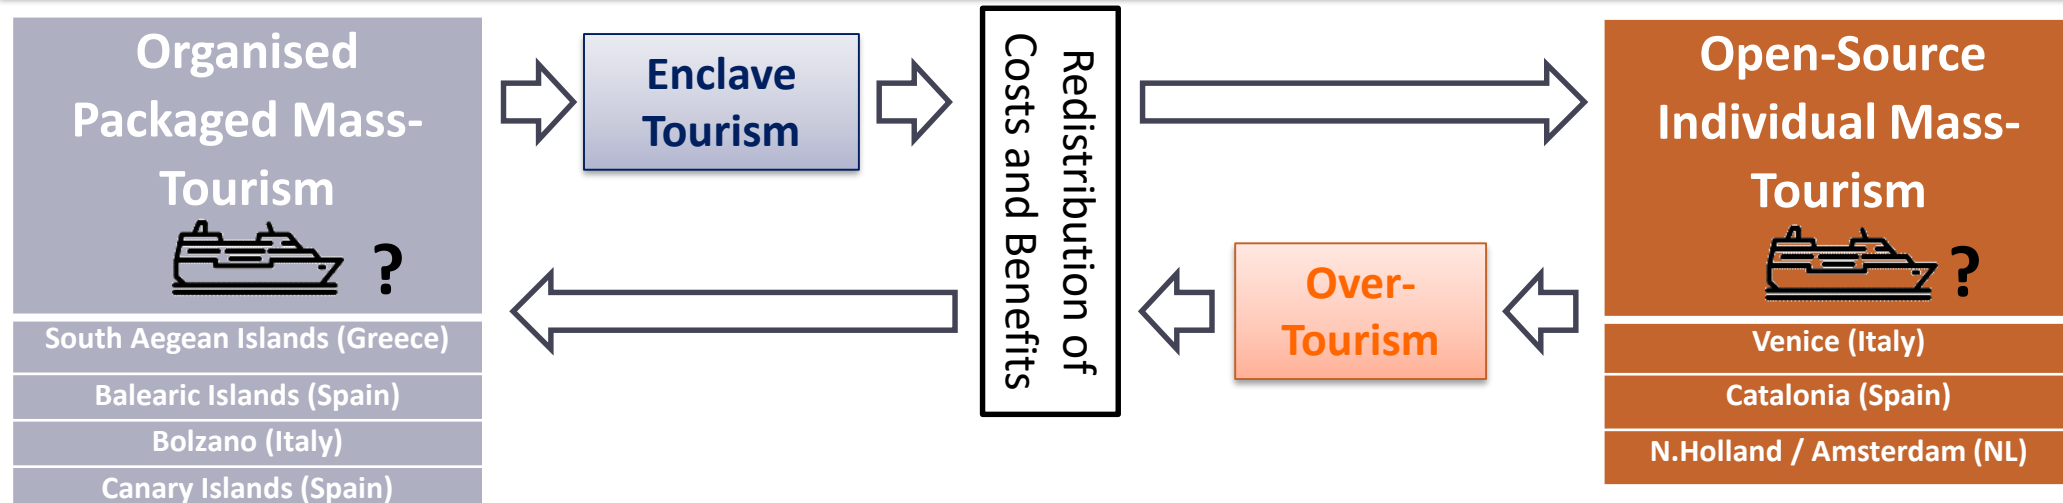 Organised
Packaged Mass-
Tourism
?
South Aegean Islands (Greece)
Balearic Islands (Spain)
Bolzano (Italy)
Canary Islands (Spain)
Enclave
Tourism
Redistribution of
Costs and Benefits
Over-
Tourism
Open-Source
Individual Mass-
Tourism
?
Venice (Italy)
Catalonia (Spain)
N.Holland / Amsterdam (NL)